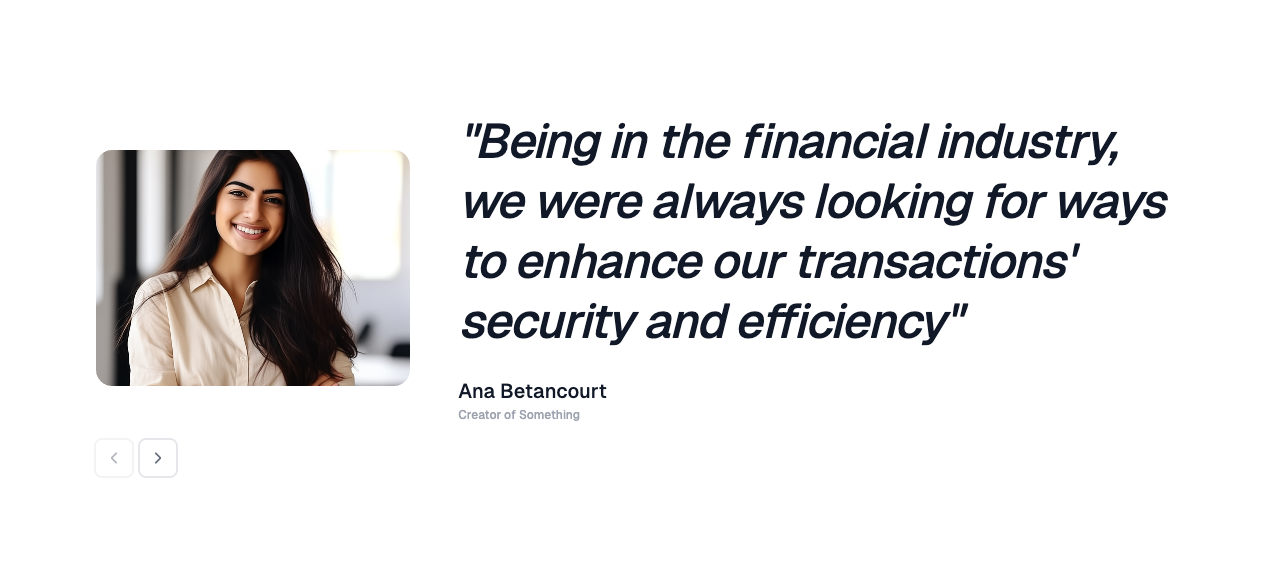 "Being in the financial industry,
we were always looking for ways
to enhance our transactions'
security and efficiency"
Ana Betancourt
Creator of Something